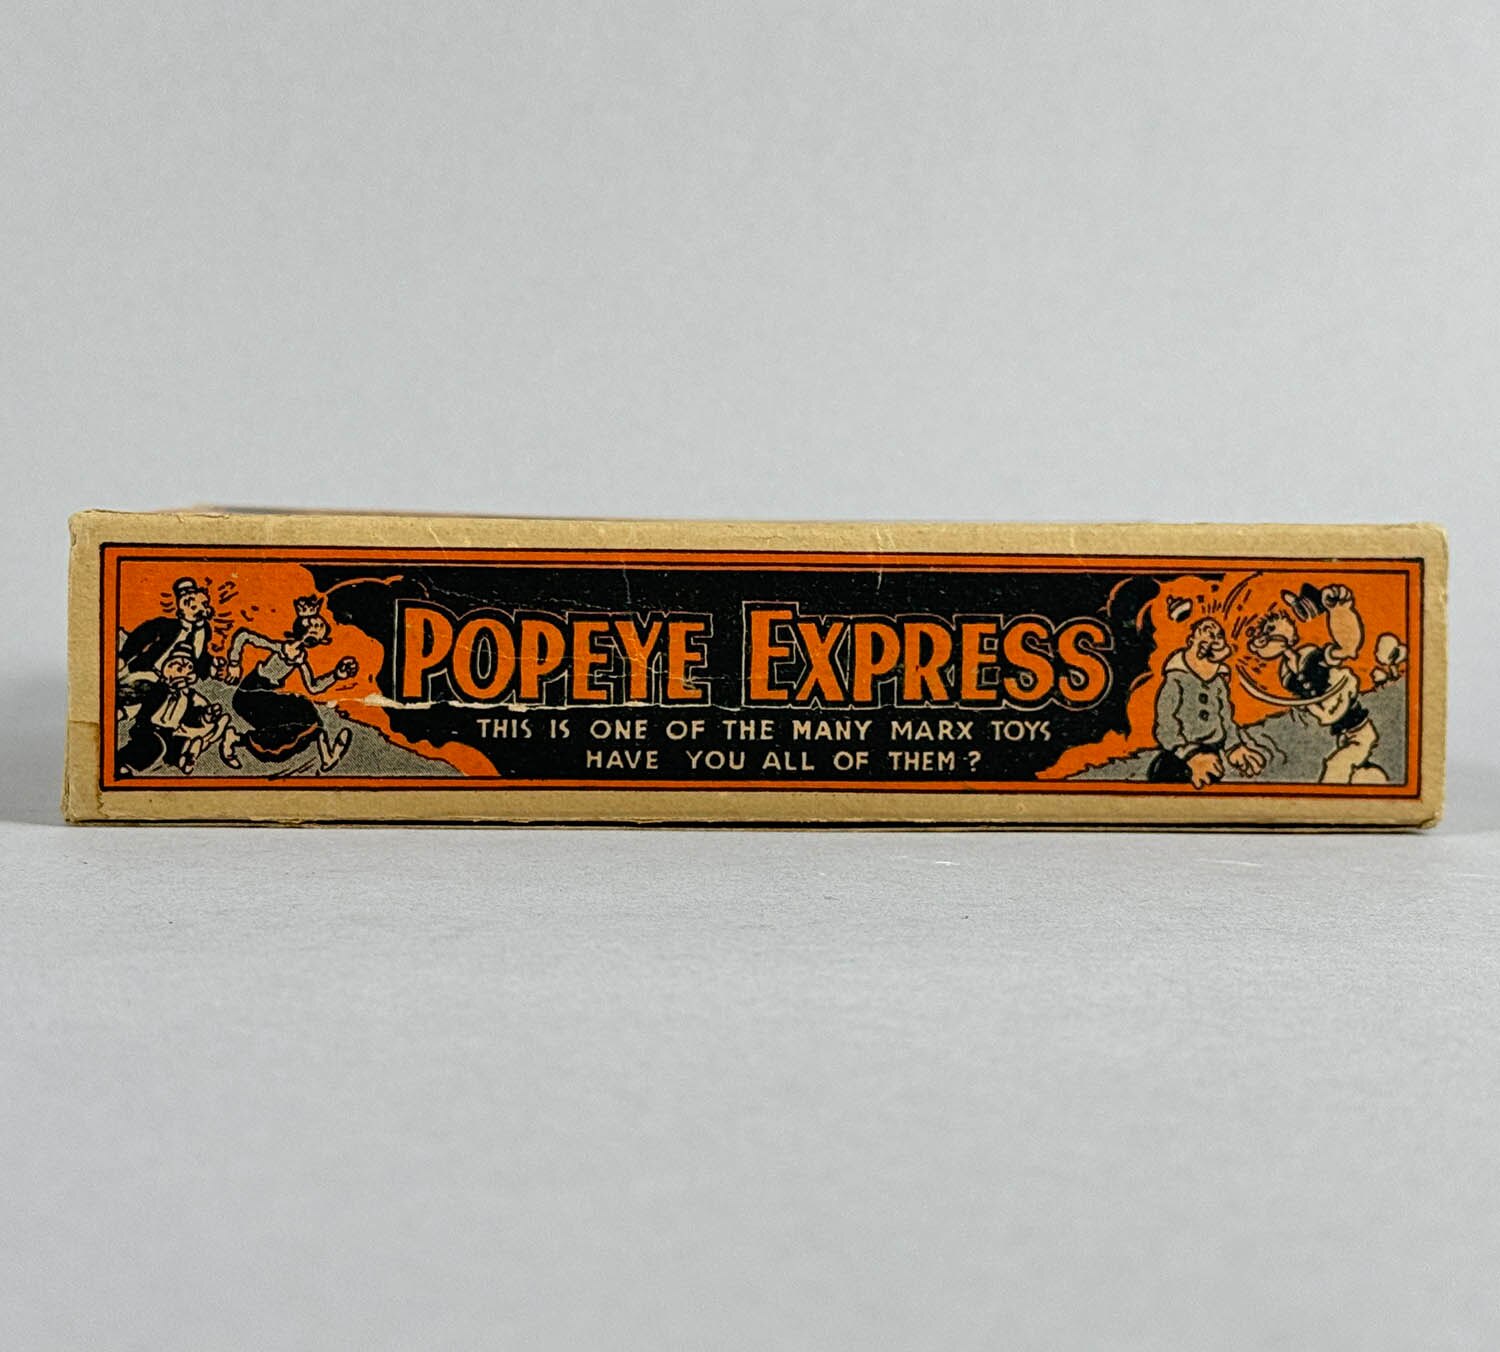 POPEYE EXPRESS
THIS IS ONE OF THE MANY MARX TOYS
HAVE YOU ALL OF THEM?